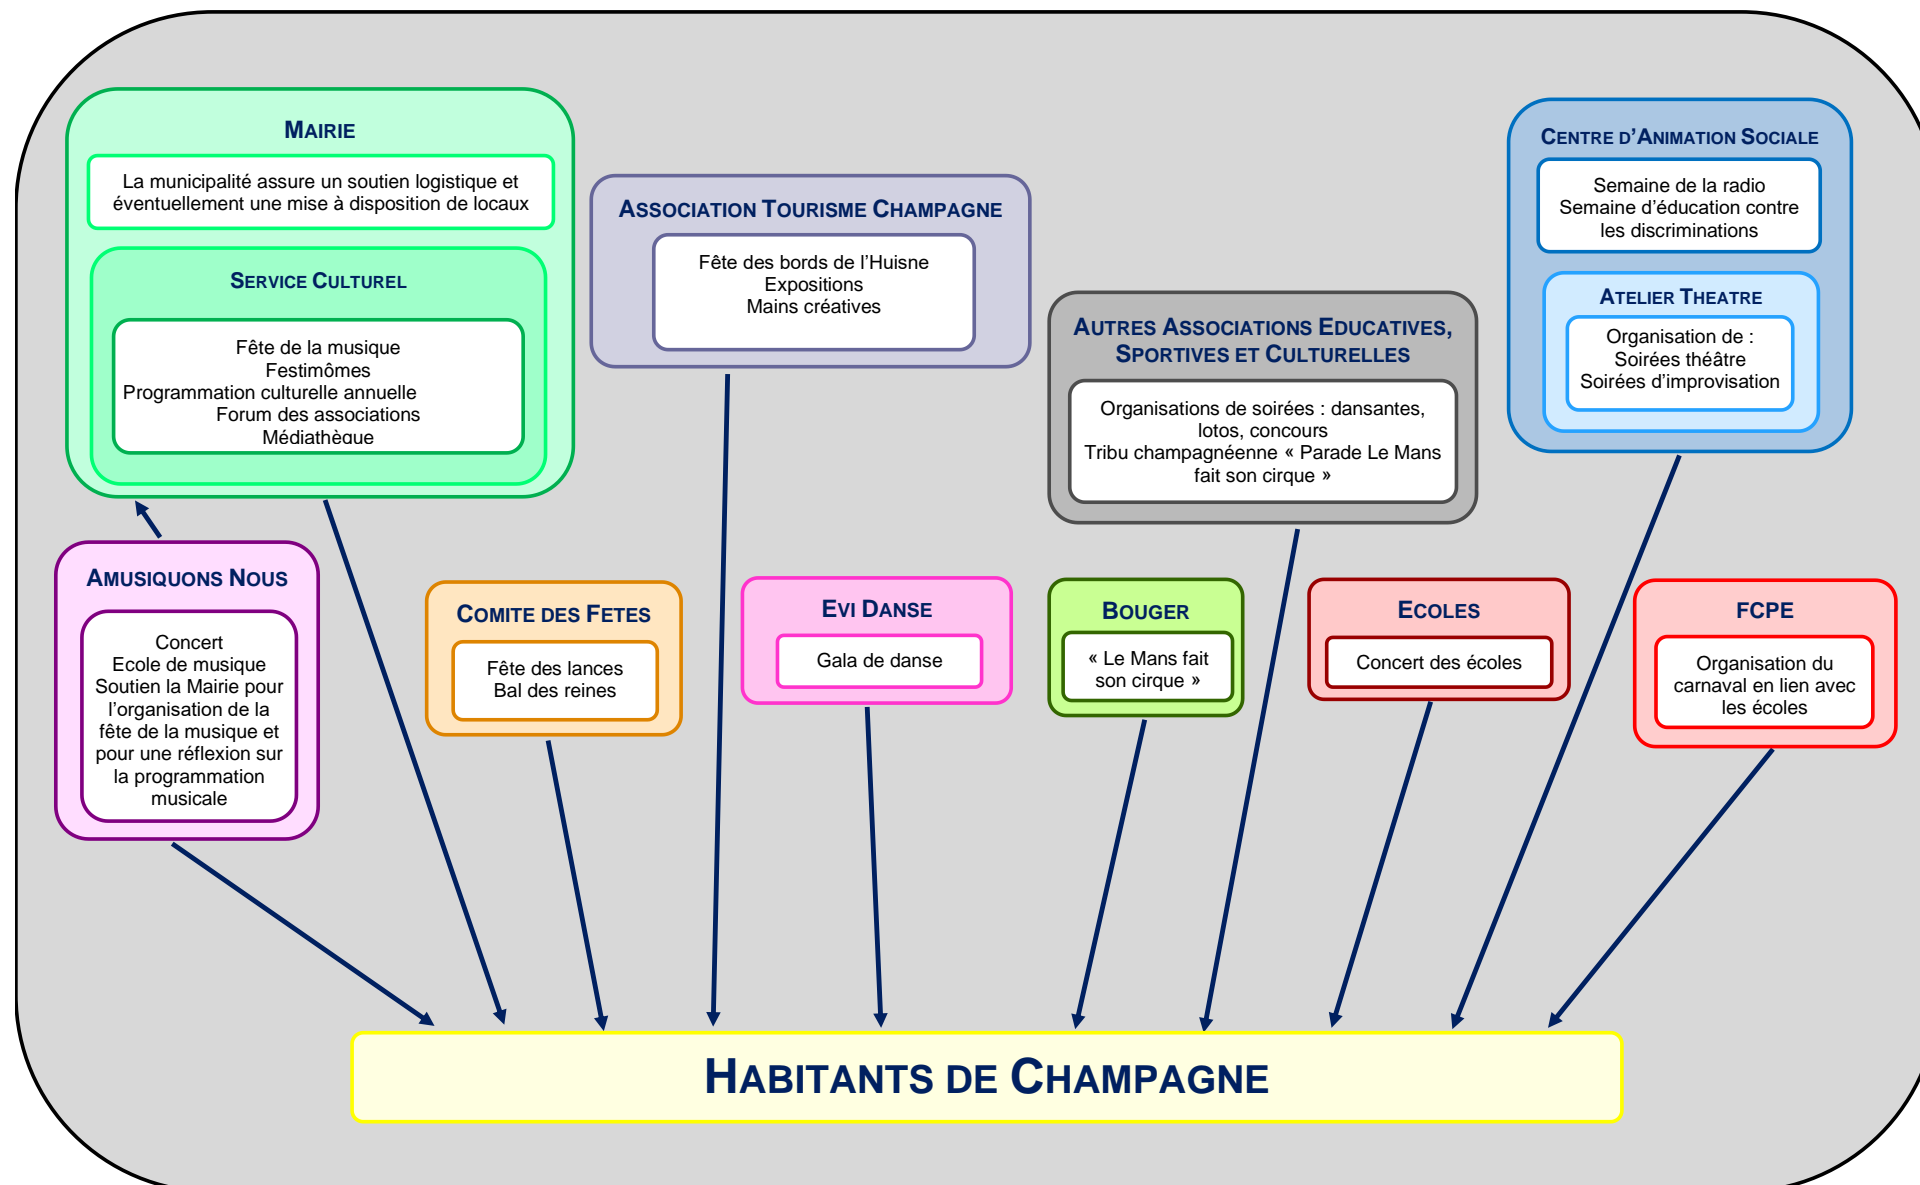 MAIRIE
La municipalité assure un soutien logistique et
éventuellement une mise à disposition de locaux
SERVICE CULTUREL
Fête de la musique
Festimômes
Programmation culturelle annuelle
Forum des associations
Médiathèque
ASSOCIATION TOURISME CHAMPAGNE
Fête des bords de l'Huisne
Expositions
Mains créatives
AUTRES ASSOCIATIONS EDUCATIVES,
SPORTIVES ET CULTURELLES
Organisations de soirées : dansantes,
lotos, concours
Tribu champagnéenne « Parade Le Mans
fait son cirque »
CENTRE D'ANIMATION SOCIALE
Semaine de la radio
Semaine d'éducation contre
les discriminations
ATELIER THEATRE
Organisation de :
Soirées théâtre
Soirées d'improvisation
AMUSIQUONS NOUS
Concert
Ecole de musique
Soutien la Mairie pour
l'organisation de la
fête de la musique et
pour une réflexion sur
la programmation
musicale
COMITE DES FETES
Fête des lances
Bal des reines
EVI DANSE
Gala de danse
BOUGER
« Le Mans fait
son cirque »
ECOLES
Concert des écoles
FCPE
Organisation du
carnaval en lien avec
les écoles
HABITANTS DE CHAMPAGNE